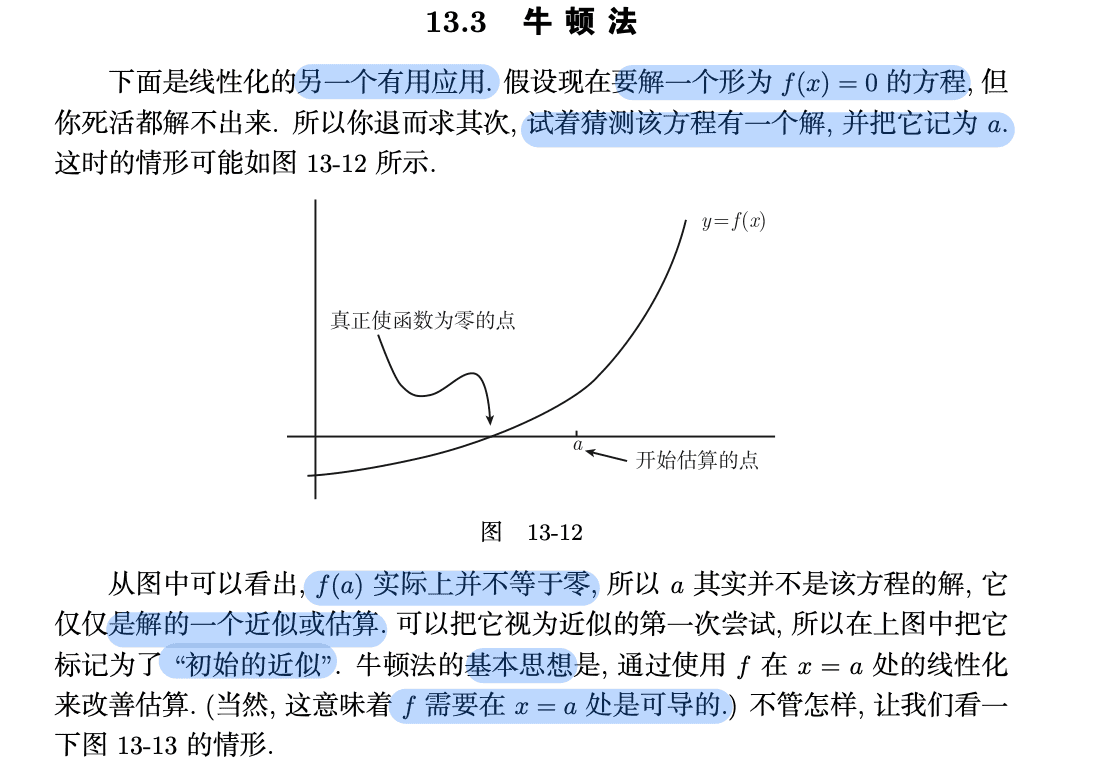 13.3 牛顿法
下面是线性化的另一个有用应用. 假设现在要解一个形为 f(x) = 0 的方程, 但
你死活都解不出来. 所以你退而求其次, 试着猜测该方程有一个解, 并把它记为 a.
这时的情形可能如图 13-12 所示.
y=f(x)
真正使函数为零的点
a
开始估算的点
图 13-12
从图中可以看出, f(a) 实际上并不等于零, 所以 a 其实并不是该方程的解, 它
仅仅是解的一个近似或估算. 可以把它视为近似的第一次尝试, 所以在上图中把它
标记为了 “初始的近似”. 牛顿法的基本思想是, 通过使用 f 在 x = a 处的线性化
来改善估算. (当然, 这意味着 f 需要在 x = a 处是可导的.) 不管怎样, 让我们看一
下图 13-13 的情形.